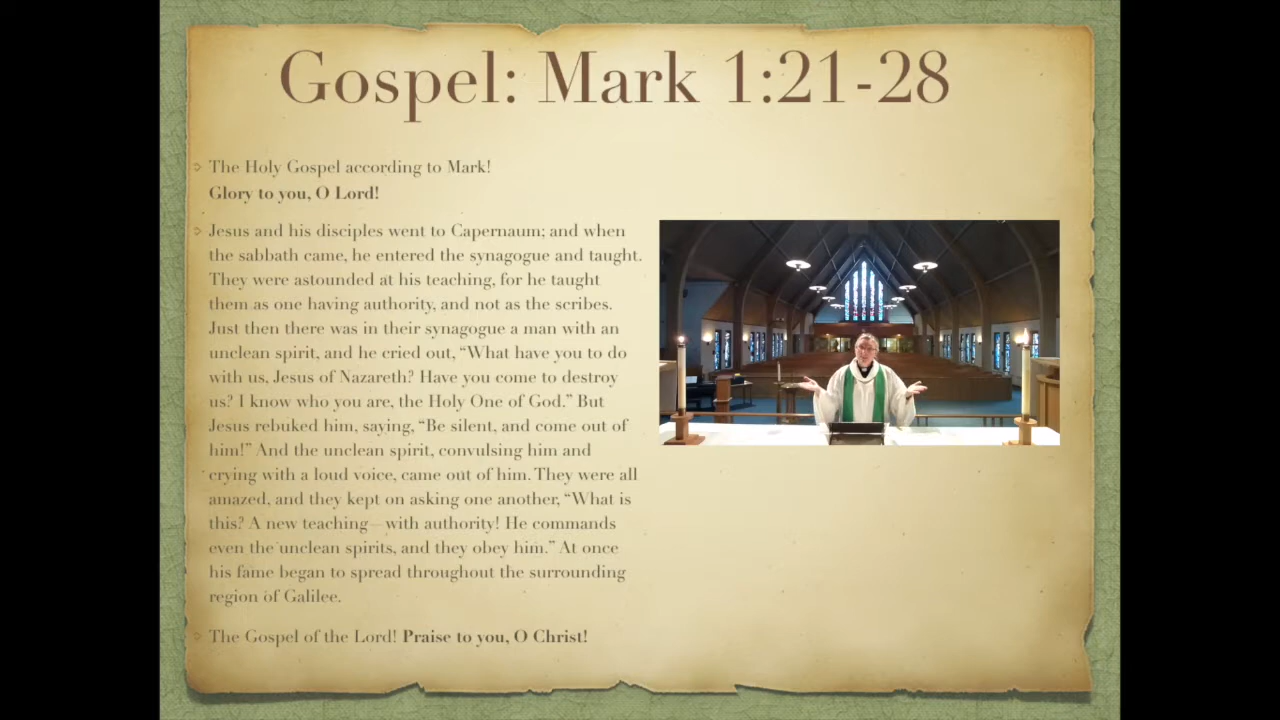 Gospel: Mark 1:21-28
The Holy Gospel according to Mark!
Glory to you, O Lord!
Jesus and his disciples went to Capernaum; and when
the sabbath came, he entered the synagogue and taught.
They were astounded at his teaching, for he taught
them as one having authority, and not as the scribes.
Just then there was in their synagogue a man with an
unclean spirit, and he cried out, “What have you to do
with us, Jesus of Nazareth? Have you come to destroy
us? I know who you are, the Holy One of God.” But
Jesus rebuked him, saying, “Be silent, and come out of
him!” And the unclean spirit, convulsing him and
crying with a loud voice, came out of him. They were all
amazed, and they kept on asking one another, “What is
this? A new teaching—with authority! He commands
even the unclean spirits, and they obey him.” At once
his fame began to spread throughout the surrounding
region of Galilee.
The Gospel of the Lord! Praise to you, O Christ!